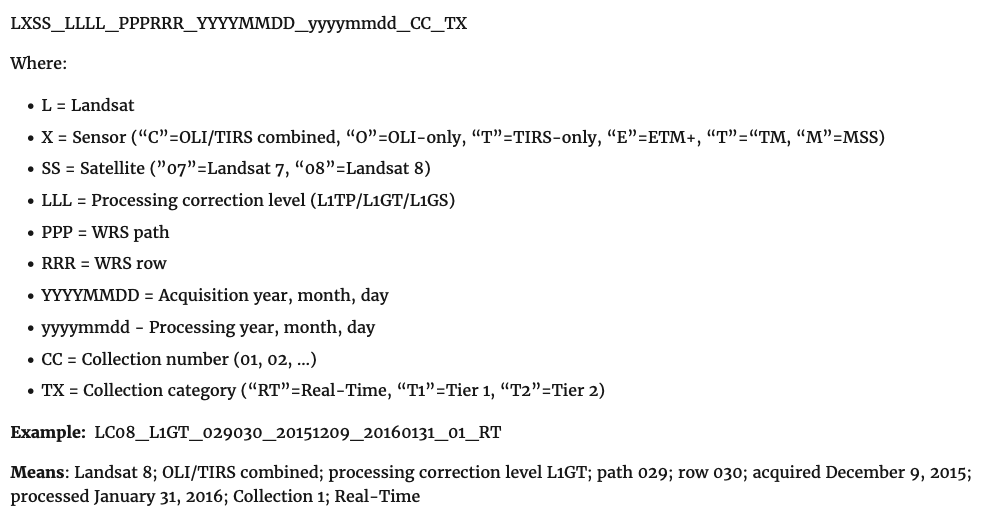 LXSS_LLLL_PPPRRR_YYYYMMDD_yyyymmdd_CC_TX
Where:
• L = Landsat
• X = Sensor (“C”=OLI/TIRS combined, “O”=OLI-only, “T”=TIRS-only, “E”=ETM+, “T”=“TM, “M”=MSS)
• SS = Satellite (”07”=Landsat 7, “08”=Landsat 8)
• LLL = Processing correction level (L1TP/L1GT/L1GS)
• PPP = WRS path
• RRR = WRS row
• YYYYMMDD = Acquisition year, month, day
• yyyymmdd - Processing year, month, day
• CC = Collection number (01, 02, …)
• TX = Collection category (“RT”=Real-Time, “T1”=Tier 1, “T2”=Tier 2)
Example:  LC08_L1GT_029030_20151209_20160131_01_RT
Means: Landsat 8; OLI/TIRS combined; processing correction level L1GT; path 029; row 030; acquired December 9, 2015;
processed January 31, 2016; Collection 1; Real-Time